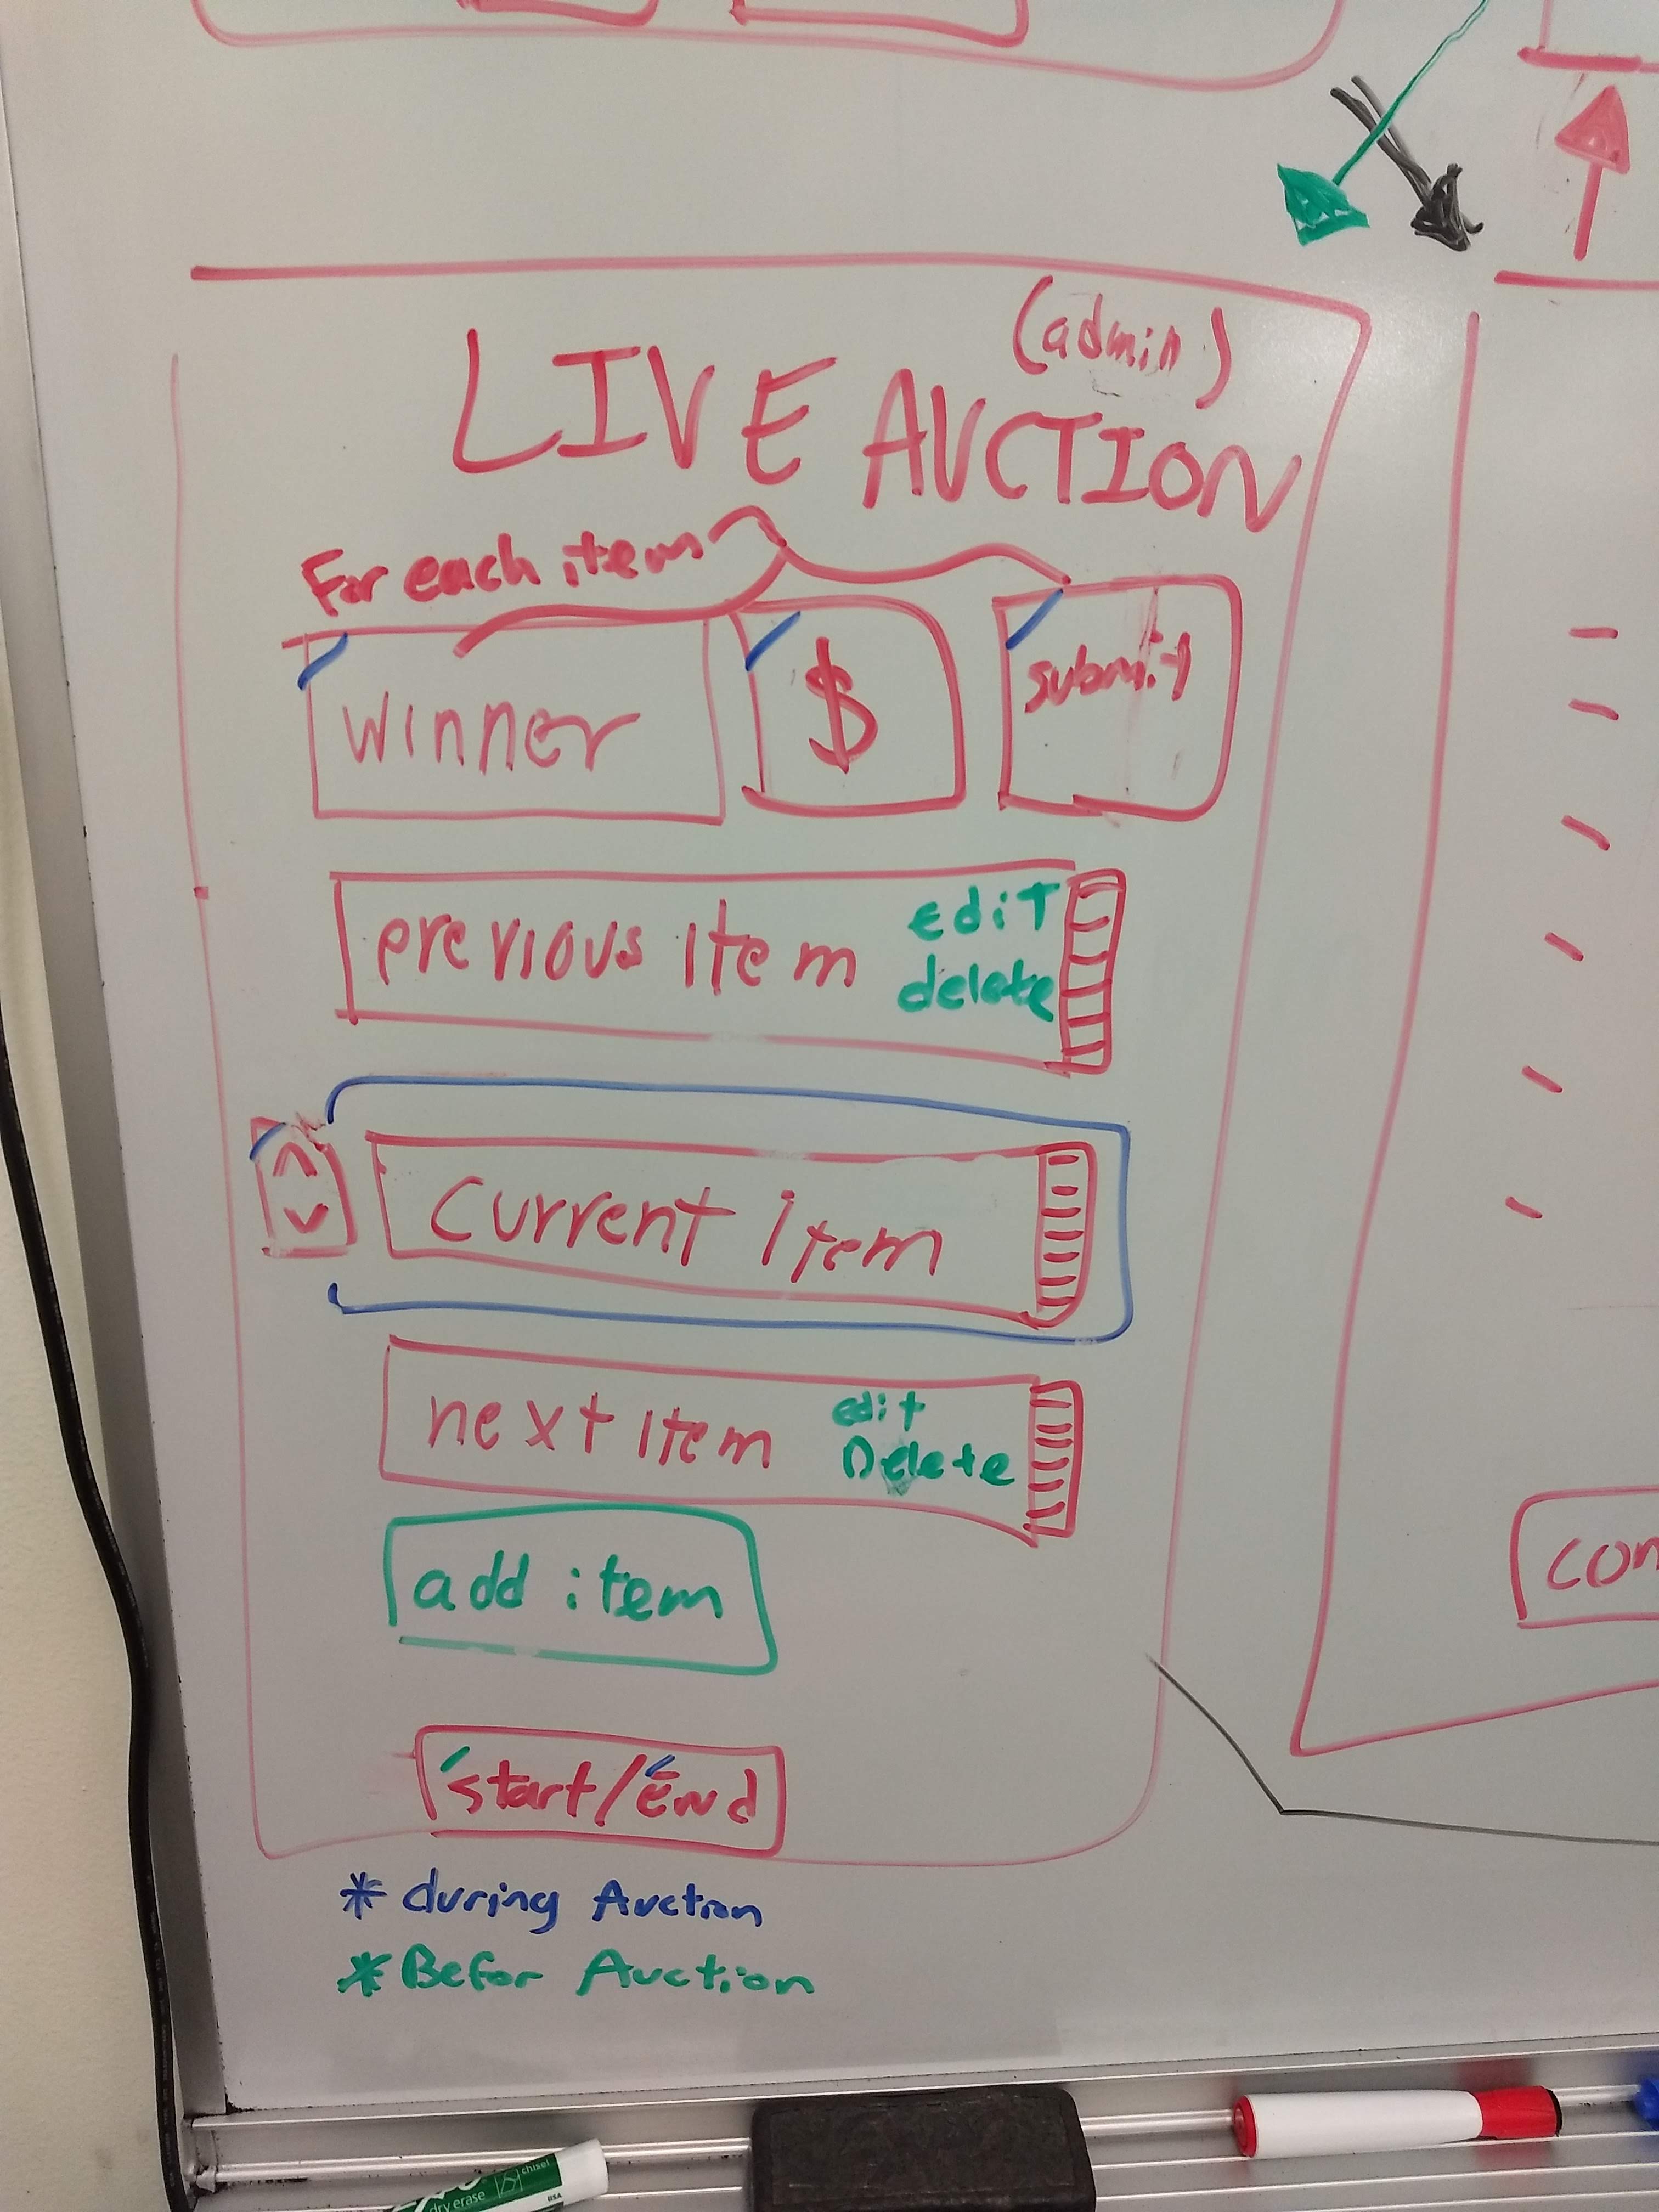 (admin)
LIVE AUCTION
For each item
winner $ submit
previous item edit
delete
^
v
Current item
next item edit
Delete
add item
start/End
* during Auction
* Befor Auction
con
chisel
dry erase
USA